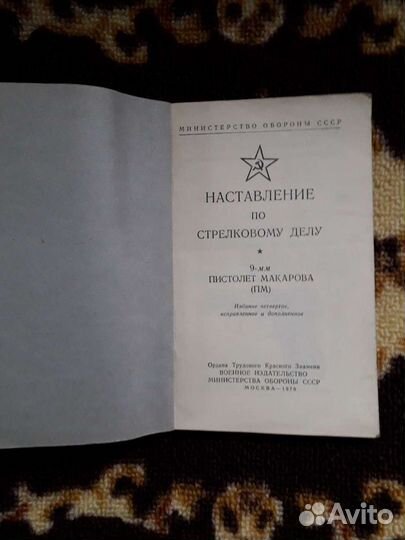 МИНИСТЕРСТВО ОБОРОНЫ СССР
НАСТАВЛЕНИЕ
ПО
СТРЕЛКОВОМУ ДЕЛУ
9-мм
ПИСТОЛЕТ МАКАРОВА
(ПМ)
Издание четвертое,
исправленное и дополненное
Ордена Трудового Красного Знамени
ВОЕННОЕ ИЗДАТЕЛЬСТВО
МИНИСТЕРСТВА ОБОРОНЫ СССР
МОСКВА—1970
Avito